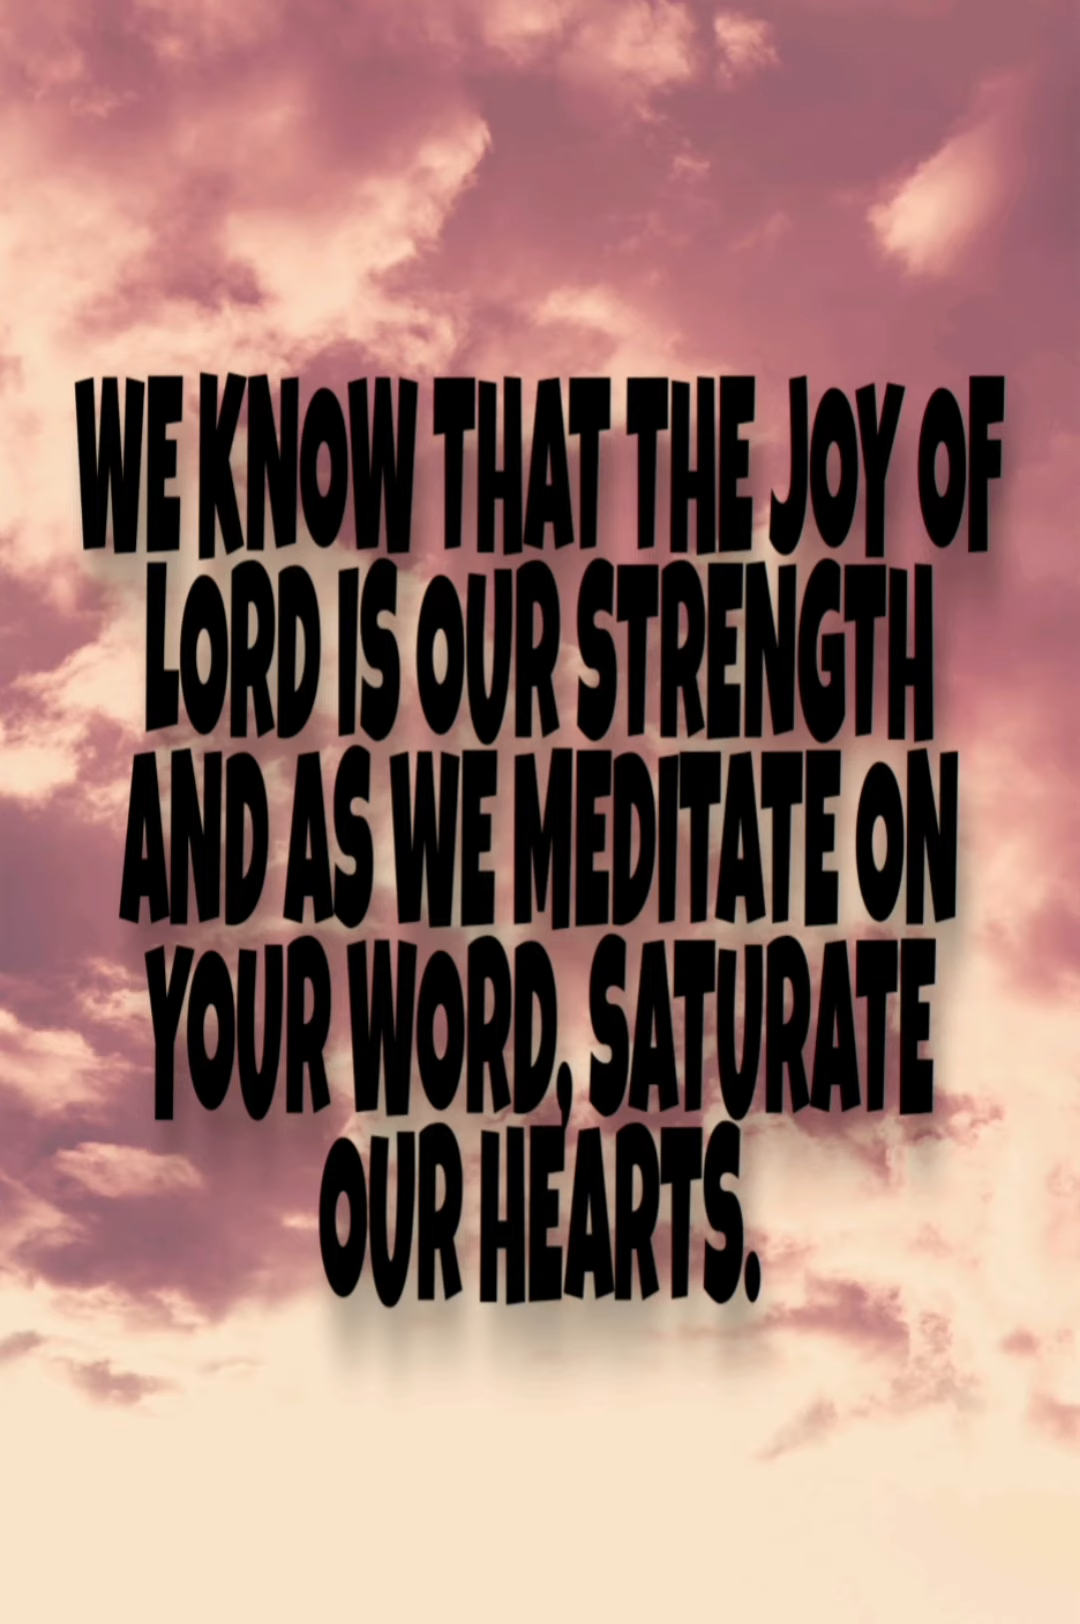 WE KNOW THAT THE JOY OF
LORD IS OUR STRENGTH
AND AS WE MEDITATE ON
YOUR WORD, SATURATE
OUR HEARTS.